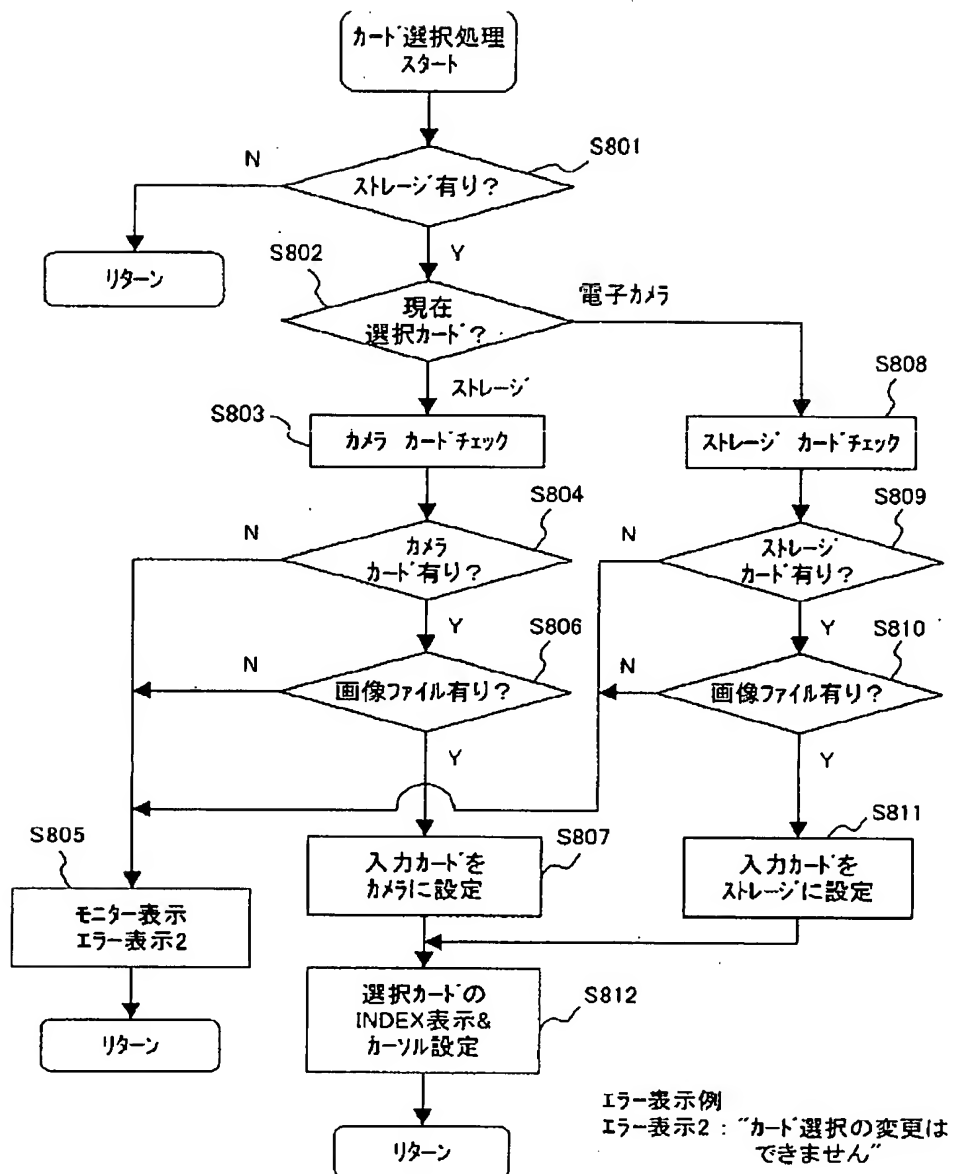 カード選択処理
スタート
S801
N
ストレージ有り?
Y
リターン
S802
現在
選択カード?
電子カメラ
ストレージ
S803
カメラ カードチェック
S808
ストレージ カードチェック
S804
N
カメラ
カード有り?
Y
S809
N
ストレージ
カード有り?
Y
S806
N
画像ファイル有り?
Y
S810
N
画像ファイル有り?
Y
S805
モニター表示
エラー表示2
リターン
S807
入力カードを
カメラに設定
S811
入力カードを
ストレージに設定
S812
選択カードの
INDEX表示&
カーソル設定
リターン
エラー表示例
エラー表示2:"カード選択の変更は
できません"